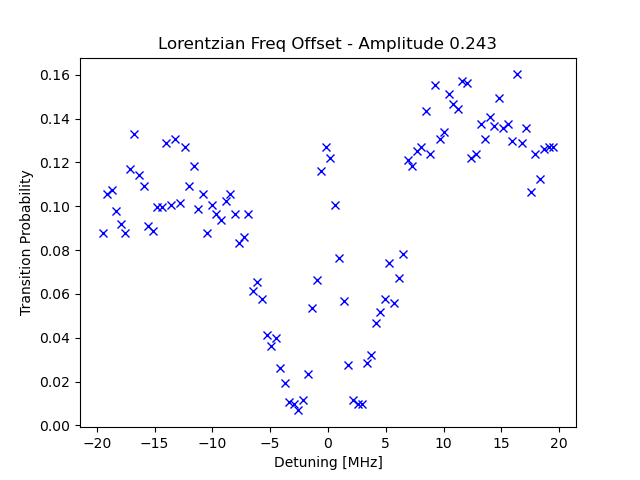 Lorentzian Freq Offset - Amplitude 0.243
0.16
0.14
0.12
0.10
0.08
0.06
0.04
0.02
0.00
Transition Probability
−20 −15 −10 −5 0 5 10 15 20
Detuning [MHz]